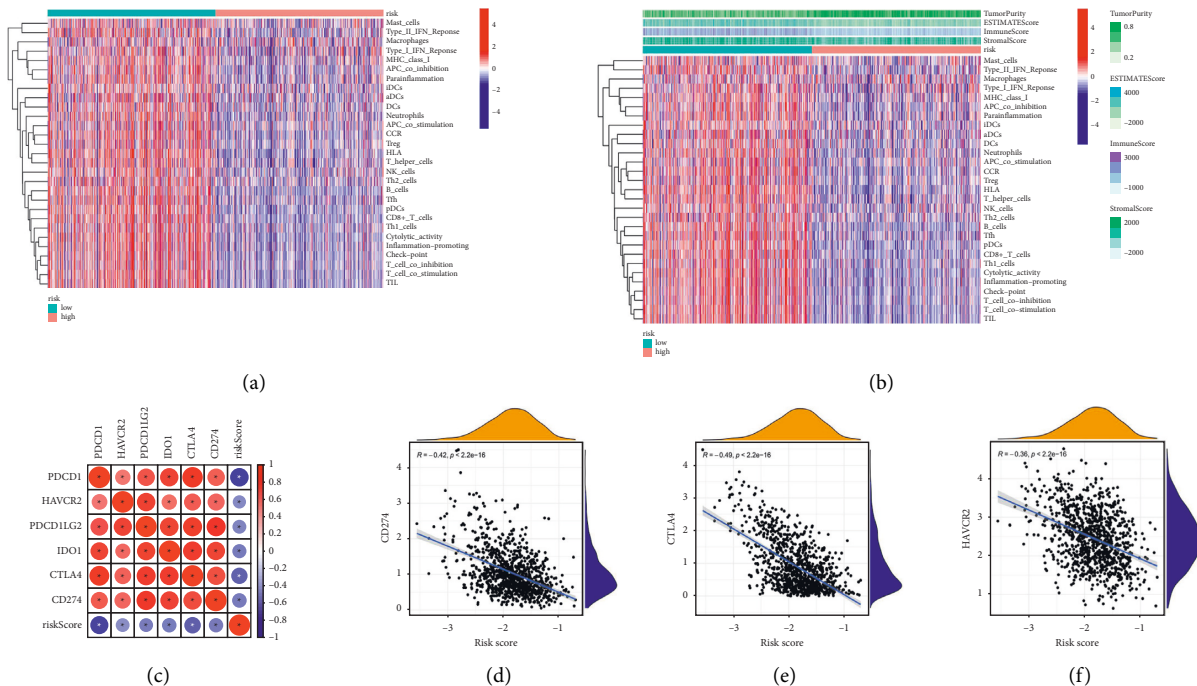 risk
Mast_cells
Type_II_IFN_Reponse
Macrophages
Type_I_IFN_Reponse
MHC_class_I
APC_co_inhibition
Parainflammation
iDCs
aDCs
DCs
Neutrophils
APC_co_stimulation
CCR
Treg
HLA
T_helper_cells
NK_cells
Th2_cells
B_cells
Tfh
pDCs
CD8+_T_cells
Th1_cells
Cytolytic_activity
Inflammation-promoting
Check-point
T_cell_co_inhibition
T_cell_co_stimulation
TIL
4
2
0
−2
−4
risk
low
high
(a)
TumorPurity
ESTIMATEScore
ImmuneScore
StromalScore
risk
Mast_cells
Type_II_IFN_Reponse
Macrophages
Type_I_IFN_Reponse
MHC_class_I
APC_co_inhibition
Parainflammation
iDCs
aDCs
DCs
Neutrophils
APC_co_stimulation
CCR
Treg
HLA
T_helper_cells
NK_cells
Th2_cells
B_cells
Tfh
pDCs
CD8+_T_cells
Th1_cells
Cytolytic_activity
Inflammation-promoting
Check-point
T_cell_co-inhibition
T_cell_co-stimulation
TIL
4
2
0
−2
−4
TumorPurity
0.8
0.2
ESTIMATEScore
4000
−2000
ImmuneScore
3000
−1000
StromalScore
2000
−2000
risk
low
high
(b)
PDCD1
HAVCR2
PDCD1LG2
IDO1
CTLA4
CD274
riskScore
PDCD1
HAVCR2
PDCD1LG2
IDO1
CTLA4
CD274
riskScore
1
0.8
0.6
0.4
0.2
0
−0.2
−0.4
−0.6
−0.8
−1
(c)
R = −0.42, p < 2.2e−16
CD274
4
3
2
1
0
−3
−2
−1
Risk score
(d)
R = −0.49, p < 2.2e−16
CTLA4
4
3
2
1
0
−3
−2
−1
Risk score
(e)
R = −0.36, p < 2.2e−16
HAVCR2
4
3
2
1
−3
−2
−1
Risk score
(f)